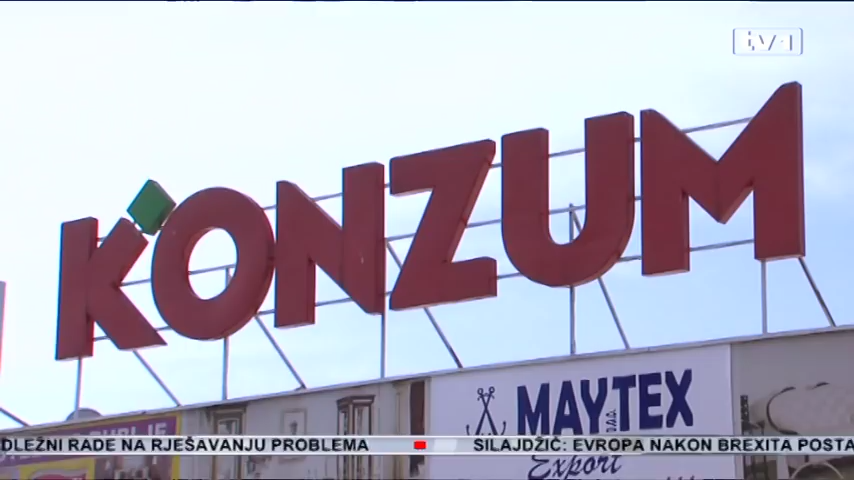 tv1
KONZUM
MAYTEX
DLEŽNI RADE NA RJEŠAVANJU PROBLEMA SILAJDŽIĆ: EVROPA NAKON BREXITA POSTA
Export